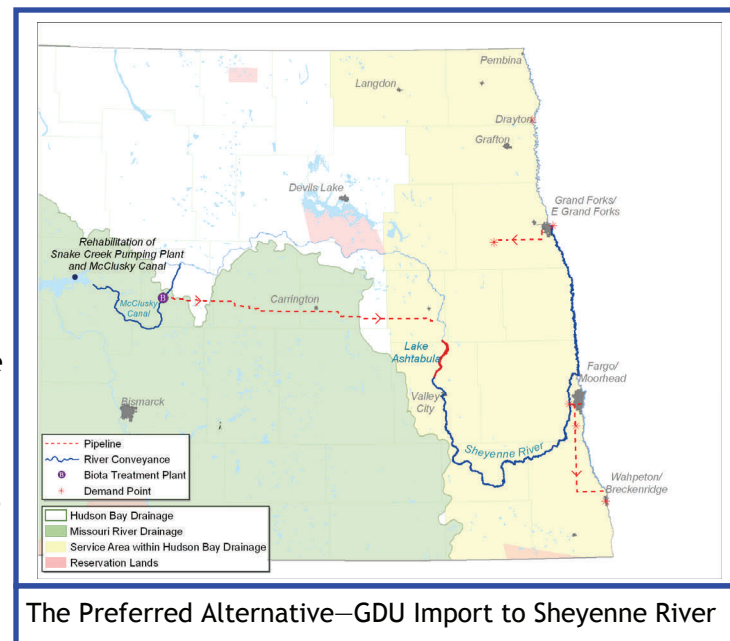 Pembina
Langdon
Drayton
Grafton
Devils Lake
Grand Forks/
E Grand Forks
Rehabilitation of
Snake Creek Pumping Plant
and McClusky Canal
McClusky
Canal
B
Carrington
Lake
Ashtabula
Fargo/
Moorhead
Valley
City
Bismarck
Sheyenne River
Wahpeton/
Breckenridge
Pipeline
River Conveyance
B Biota Treatment Plant
Demand Point
Hudson Bay Drainage
Missouri River Drainage
Service Area within Hudson Bay Drainage
Reservation Lands
e
The Preferred Alternative—GDU Import to Sheyenne River